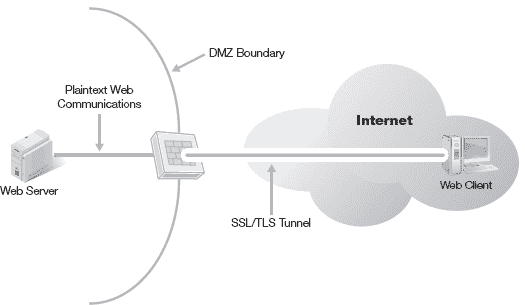 DMZ Boundary
Plaintext Web
Communications
Internet
Web Server
Web Client
SSL/TLS Tunnel